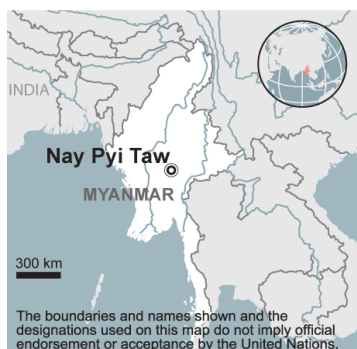 INDIA
Nay Pyi Taw
MYANMAR
300 km
The boundaries and names shown and the
designations used on this map do not imply official
endorsement or acceptance by the United Nations.